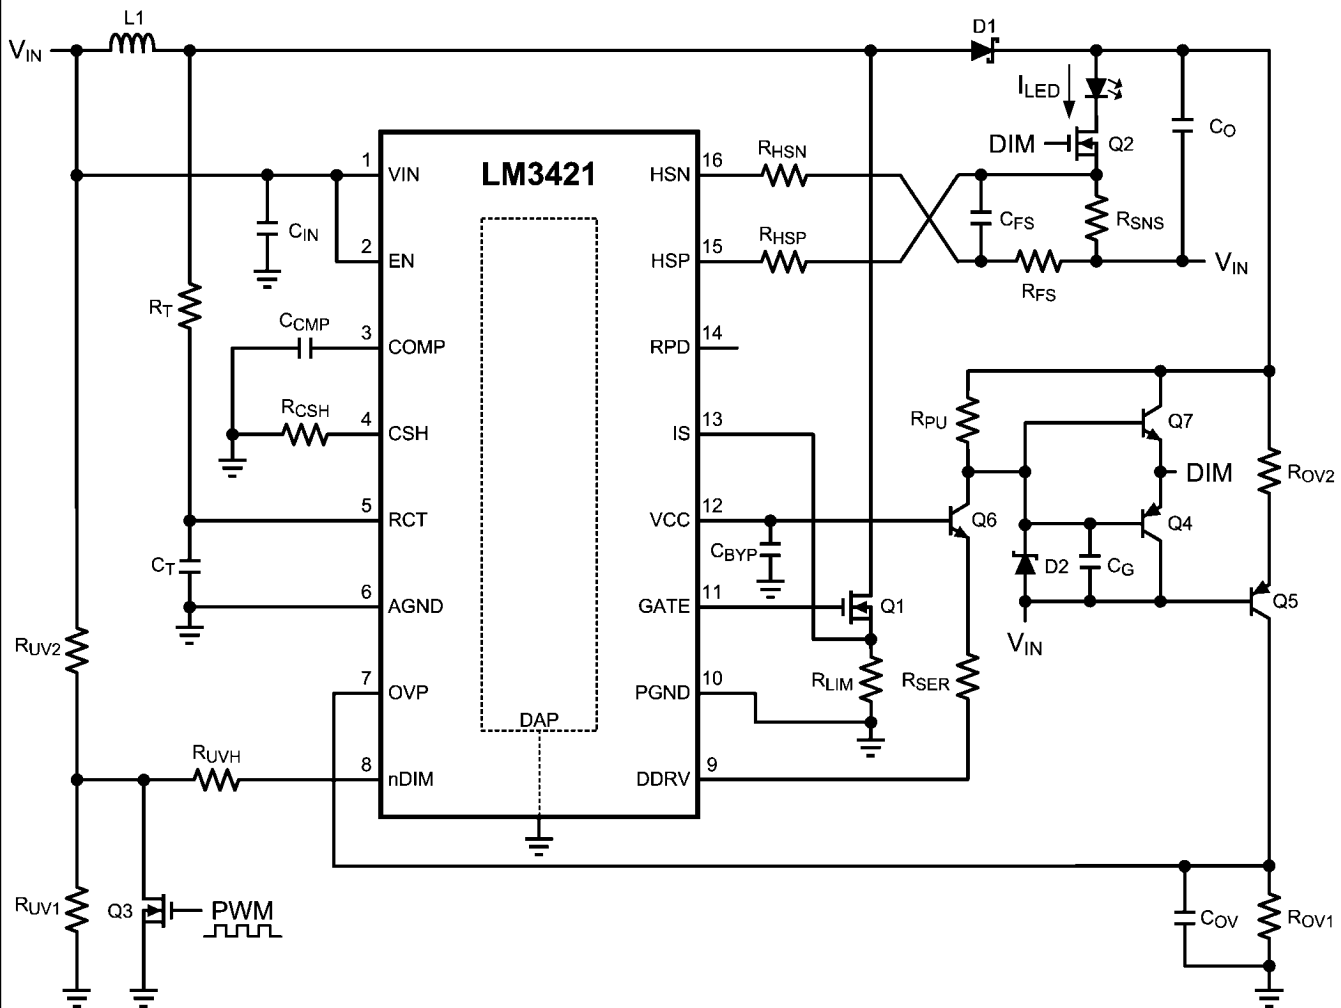 L1
D1
VIN
ILED
CO
DIM
Q2
LM3421
RHSN
1
VIN
HSN
16
CFS
RSNS
CIN
RHSP
2
EN
HSP
15
VIN
RFS
RT
CCMP
3
COMP
RPD
14
RCSH
4
CSH
IS
13
RPU
Q7
DIM
ROV2
5
RCT
VCC
12
Q6
Q4
CT
CBYP
D2
CG
6
AGND
GATE
11
Q1
Q5
VIN
RUV2
RLIM
RSER
7
OVP
PGND
10
DAP
RUVH
8
nDIM
DDRV
9
RUV1
Q3
PWM
COV
ROV1